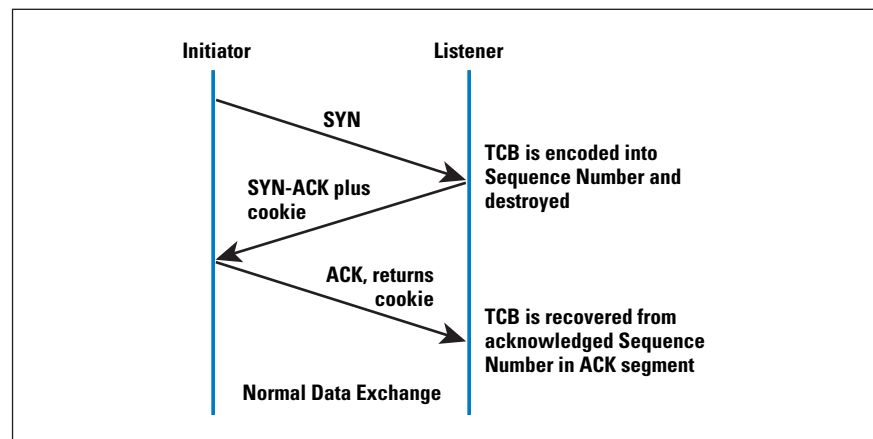 Initiator
Listener
SYN
TCB is encoded into
Sequence Number and
destroyed
SYN-ACK plus
cookie
ACK, returns
cookie
TCB is recovered from
acknowledged Sequence
Number in ACK segment
Normal Data Exchange